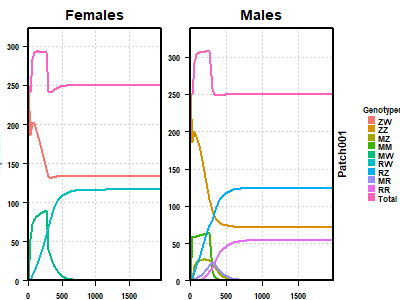 Females
Males
300
250
200
150
100
50
0
0
500
1000
1500
300
250
200
150
100
50
0
0
500
1000
1500
Patch001
Genotypes
ZW
ZZ
MZ
MM
MW
RW
RZ
MR
RR
Total